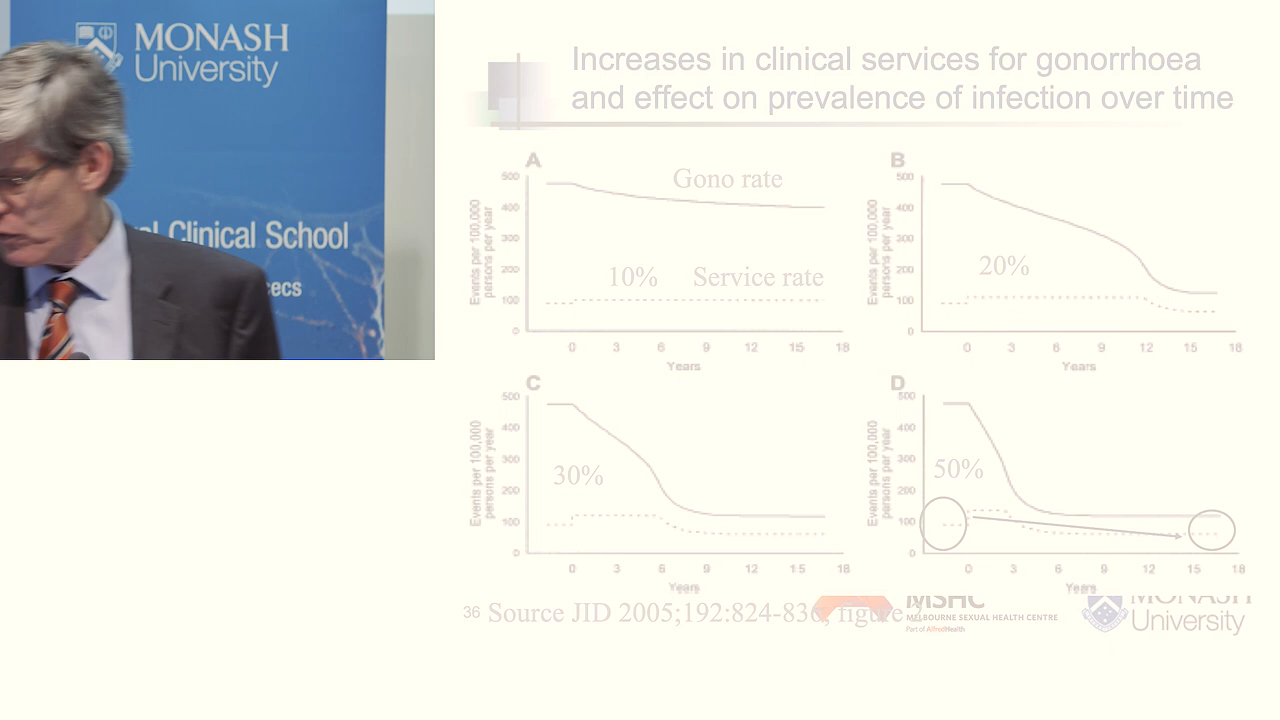 MONASH
University
Clinical School
Increases in clinical services for gonorrhoea
and effect on prevalence of infection over time
A
Events per 100,000
persons per year
500
400
300
200
100
0
Gono rate
10% Service rate
0 3 6 9 12 15 18
Years
B
Events per 100,000
persons per year
500
400
300
200
100
0
20%
0 3 6 9 12 15 18
Years
C
Events per 100,000
persons per year
500
400
300
200
100
0
30%
0 3 6 9 12 15 18
Years
D
Events per 100,000
persons per year
500
400
300
200
100
0
50%
0 3 6 9 12 15 18
Years
36 Source JID 2005;192:824-836, figure
MSHC
MELBOURNE SEXUAL HEALTH CENTRE
Part of AlfredHealth
MONASH
University